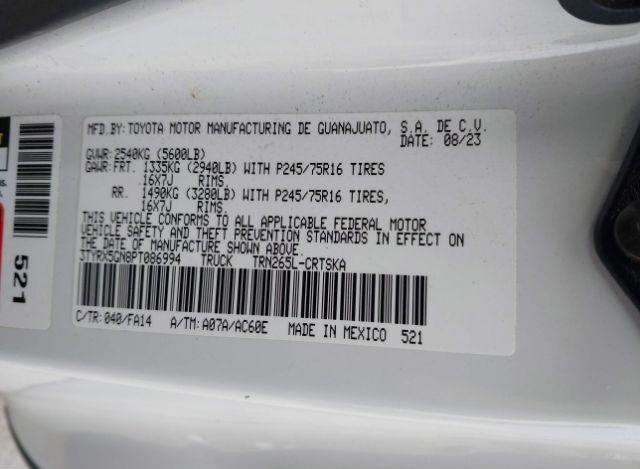 MFD.BY: TOYOTA MOTOR MANUFACTURING DE GUANAJUATO, S.A. DE C.V.
DATE: 08/23
GVWR: 2540KG (5600LB)
GAWR: FRT. 1335KG (2940LB) WITH P245/75R16 TIRES
16X7J RIMS,
RR. 1490KG (3280LB) WITH P245/75R16 TIRES,
16X7J RIMS,
THIS VEHICLE CONFORMS TO ALL APPLICABLE FEDERAL MOTOR
VEHICLE SAFETY AND THEFT PREVENTION STANDARDS IN EFFECT ON
THE DATE OF MANUFACTURE SHOWN ABOVE.
3TYRX5GN8PT086994 TRUCK TRN265L-CRTSKA
C/TR: 040/FA14 A/TM: A07A/AC60E MADE IN MEXICO 521
521